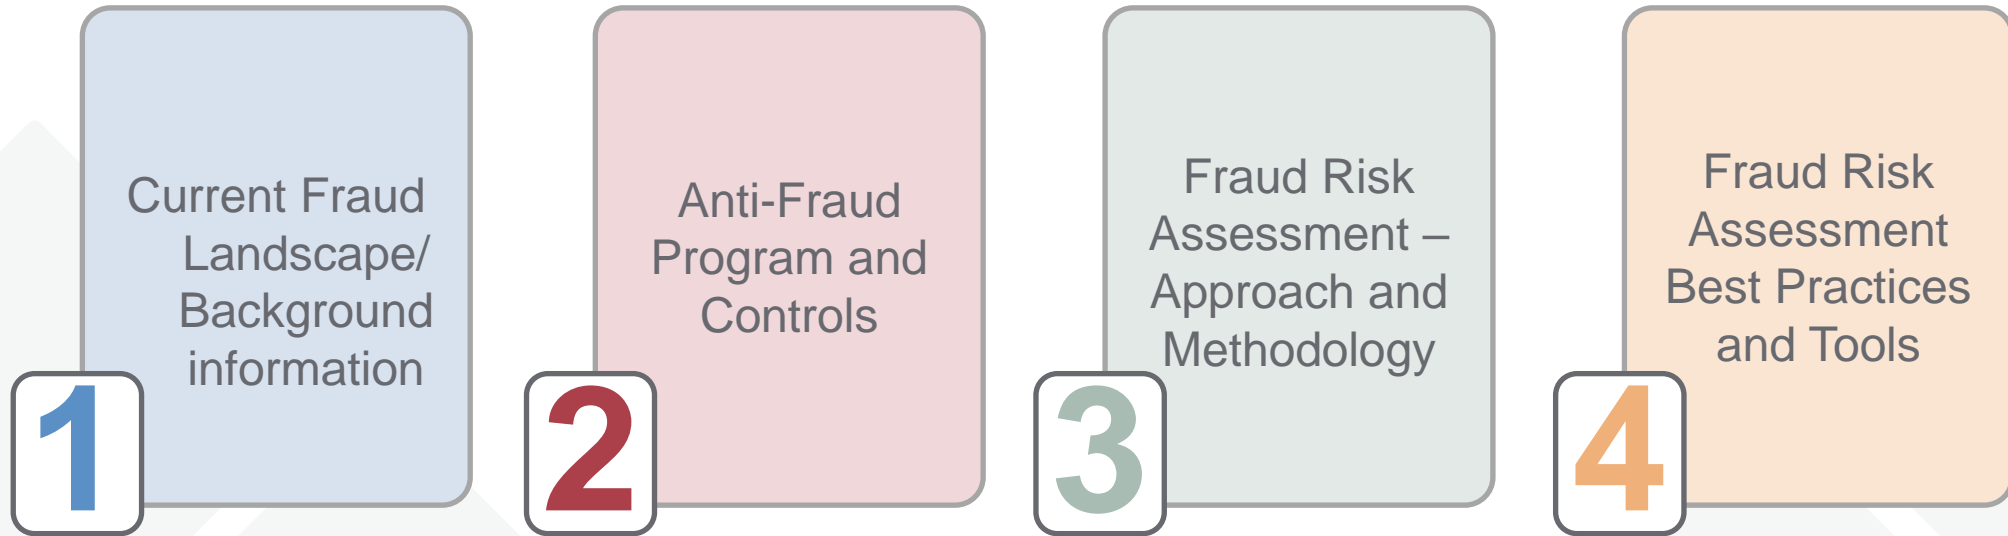 Current Fraud
Landscape/
Background
information
1
Anti-Fraud
Program and
Controls
2
Fraud Risk
Assessment –
Approach and
Methodology
3
Fraud Risk
Assessment
Best Practices
and Tools
4